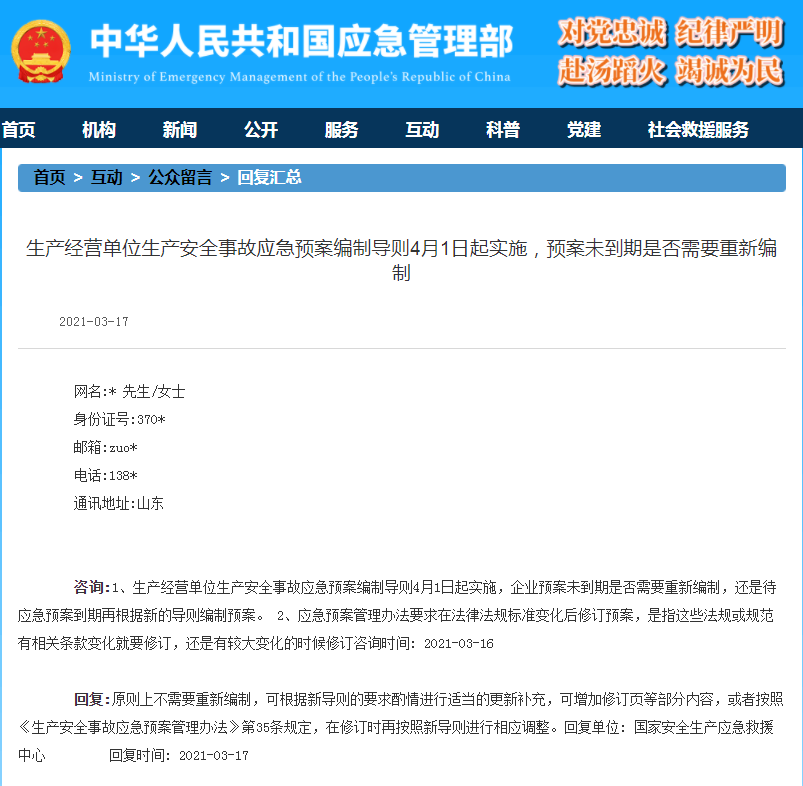 中华人民共和国应急管理部
Ministry of Emergency Management of the People's Republic of China
对党忠诚 纪律严明
赴汤蹈火 竭诚为民
首页 机构 新闻 公开 服务 互动 科普 党建 社会救援服务
首页 > 互动 > 公众留言 > 回复汇总
生产经营单位生产安全事故应急预案编制导则4月1日起实施，预案未到期是否需要重新编
制
2021-03-17
网名:* 先生/女士
身份证号:370*
邮箱:zuo*
电话:138*
通讯地址:山东
咨询:1、生产经营单位生产安全事故应急预案编制导则4月1日起实施，企业预案未到期是否需要重新编制，还是待
应急预案到期再根据新的导则编制预案。 2、应急预案管理办法要求在法律法规标准变化后修订预案，是指这些法规或规范
有相关条款变化就要修订，还是有较大变化的时候修订咨询时间: 2021-03-16
回复:原则上不需要重新编制，可根据新导则的要求酌情进行适当的更新补充，可增加修订页等部分内容，或者按照
《生产安全事故应急预案管理办法》第35条规定，在修订时再按照新导则进行相应调整。回复单位: 国家安全生产应急救援
中心 回复时间: 2021-03-17